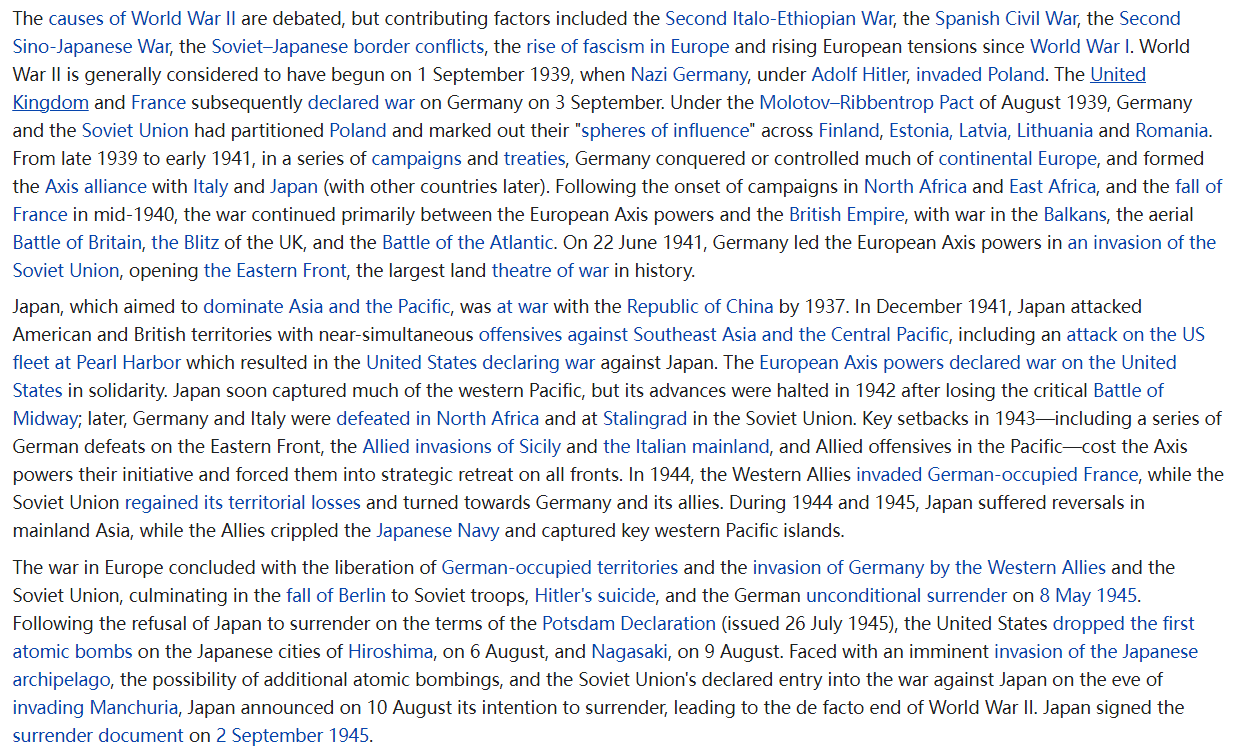 The causes of World War II are debated, but contributing factors included the Second Italo-Ethiopian War, the Spanish Civil War, the Second
Sino-Japanese War, the Soviet–Japanese border conflicts, the rise of fascism in Europe and rising European tensions since World War I. World
War II is generally considered to have begun on 1 September 1939, when Nazi Germany, under Adolf Hitler, invaded Poland. The United
Kingdom and France subsequently declared war on Germany on 3 September. Under the Molotov–Ribbentrop Pact of August 1939, Germany
and the Soviet Union had partitioned Poland and marked out their "spheres of influence" across Finland, Estonia, Latvia, Lithuania and Romania.
From late 1939 to early 1941, in a series of campaigns and treaties, Germany conquered or controlled much of continental Europe, and formed
the Axis alliance with Italy and Japan (with other countries later). Following the onset of campaigns in North Africa and East Africa, and the fall of
France in mid-1940, the war continued primarily between the European Axis powers and the British Empire, with war in the Balkans, the aerial
Battle of Britain, the Blitz of the UK, and the Battle of the Atlantic. On 22 June 1941, Germany led the European Axis powers in an invasion of the
Soviet Union, opening the Eastern Front, the largest land theatre of war in history.
Japan, which aimed to dominate Asia and the Pacific, was at war with the Republic of China by 1937. In December 1941, Japan attacked
American and British territories with near-simultaneous offensives against Southeast Asia and the Central Pacific, including an attack on the US
fleet at Pearl Harbor which resulted in the United States declaring war against Japan. The European Axis powers declared war on the United
States in solidarity. Japan soon captured much of the western Pacific, but its advances were halted in 1942 after losing the critical Battle of
Midway; later, Germany and Italy were defeated in North Africa and at Stalingrad in the Soviet Union. Key setbacks in 1943—including a series of
German defeats on the Eastern Front, the Allied invasions of Sicily and the Italian mainland, and Allied offensives in the Pacific—cost the Axis
powers their initiative and forced them into strategic retreat on all fronts. In 1944, the Western Allies invaded German-occupied France, while the
Soviet Union regained its territorial losses and turned towards Germany and its allies. During 1944 and 1945, Japan suffered reversals in
mainland Asia, while the Allies crippled the Japanese Navy and captured key western Pacific islands.
The war in Europe concluded with the liberation of German-occupied territories and the invasion of Germany by the Western Allies and the
Soviet Union, culminating in the fall of Berlin to Soviet troops, Hitler's suicide, and the German unconditional surrender on 8 May 1945.
Following the refusal of Japan to surrender on the terms of the Potsdam Declaration (issued 26 July 1945), the United States dropped the first
atomic bombs on the Japanese cities of Hiroshima, on 6 August, and Nagasaki, on 9 August. Faced with an imminent invasion of the Japanese
archipelago, the possibility of additional atomic bombings, and the Soviet Union's declared entry into the war against Japan on the eve of
invading Manchuria, Japan announced on 10 August its intention to surrender, leading to the de facto end of World War II. Japan signed the
surrender document on 2 September 1945.